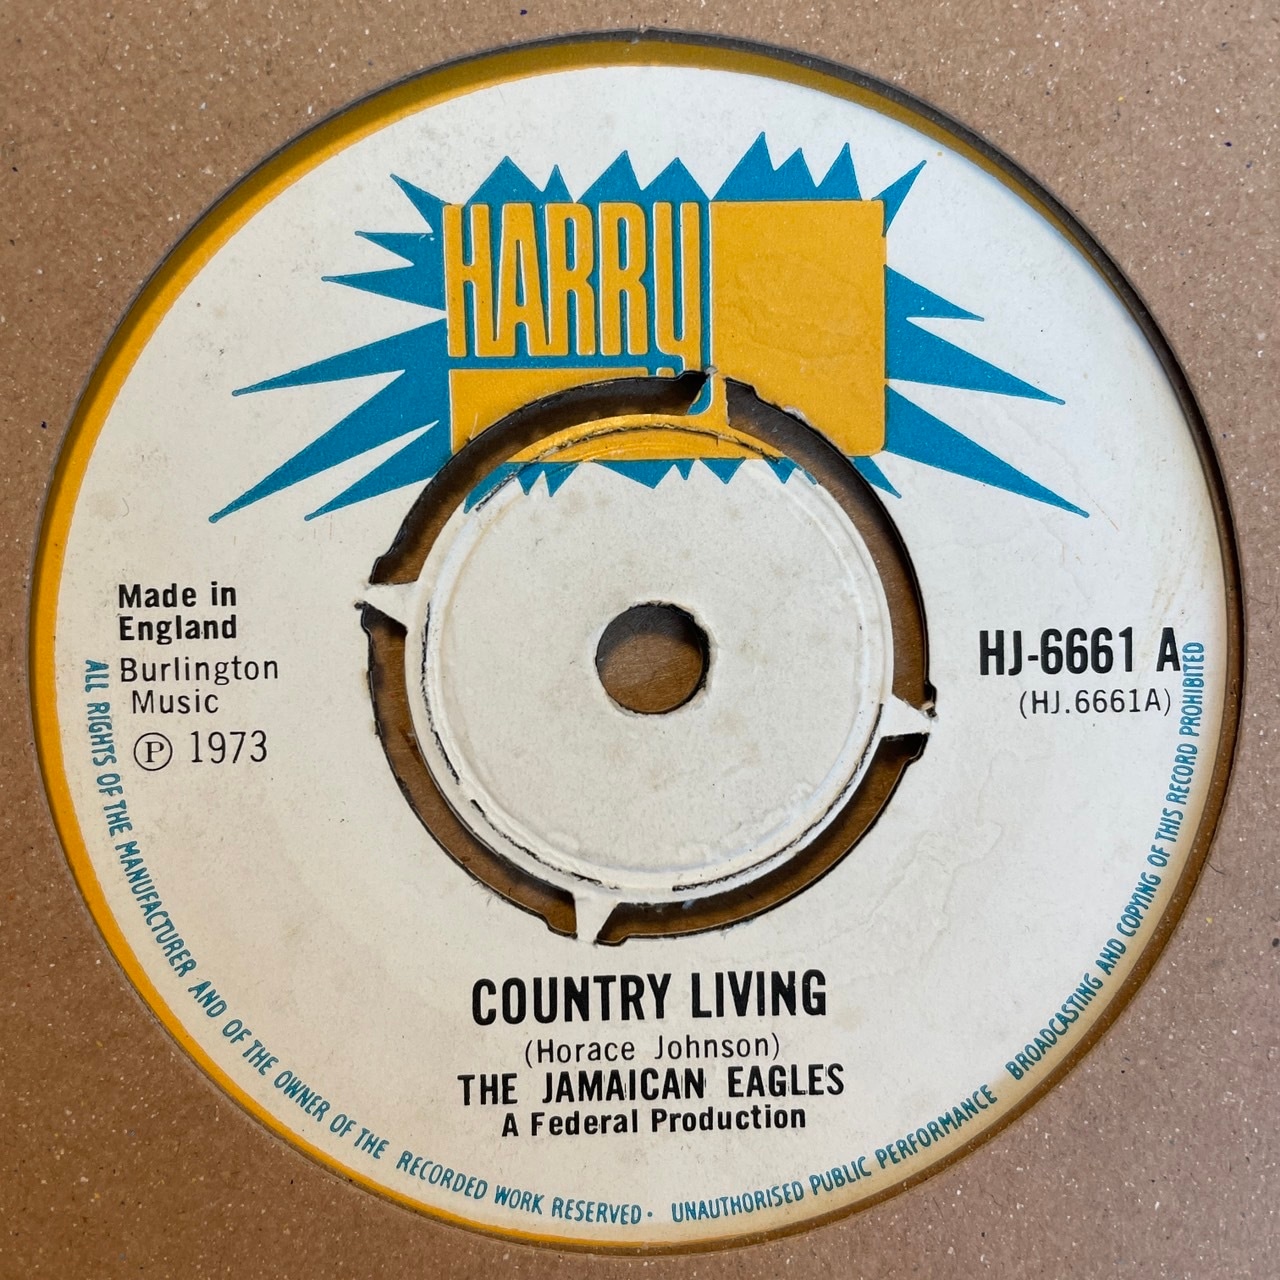 HARRY
Made in
England
Burlington
Music
℗ 1973
HJ-6661 A
(HJ.6661A)
COUNTRY LIVING
(Horace Johnson)
THE JAMAICAN EAGLES
A Federal Production
ALL RIGHTS OF THE MANUFACTURER AND OF THE OWNER OF THE RECORDED WORK RESERVED · UNAUTHORISED PUBLIC PERFORMANCE BROADCASTING AND COPYING OF THIS RECORD PROHIBITED